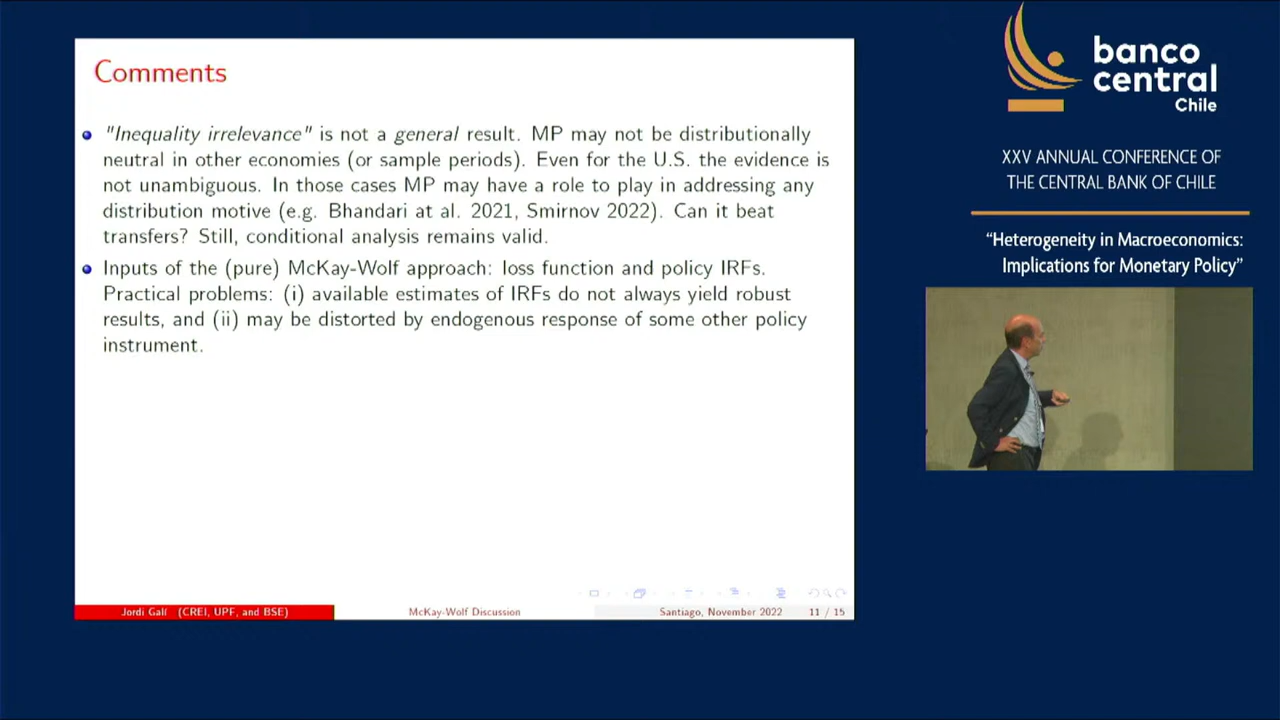 Comments
"Inequality irrelevance" is not a general result. MP may not be distributionally
neutral in other economies (or sample periods). Even for the U.S. the evidence is
not unambiguous. In those cases MP may have a role to play in addressing any
distribution motive (e.g. Bhandari at al. 2021, Smirnov 2022). Can it beat
transfers? Still, conditional analysis remains valid.
Inputs of the (pure) McKay-Wolf approach: loss function and policy IRFs.
Practical problems: (i) available estimates of IRFs do not always yield robust
results, and (ii) may be distorted by endogenous response of some other policy
instrument.
Jordi Galí (CREI, UPF, and BSE) McKay-Wolf Discussion Santiago, November 2022 11 / 15
banco
central
Chile
XXV ANNUAL CONFERENCE OF
THE CENTRAL BANK OF CHILE
“Heterogeneity in Macroeconomics:
Implications for Monetary Policy”